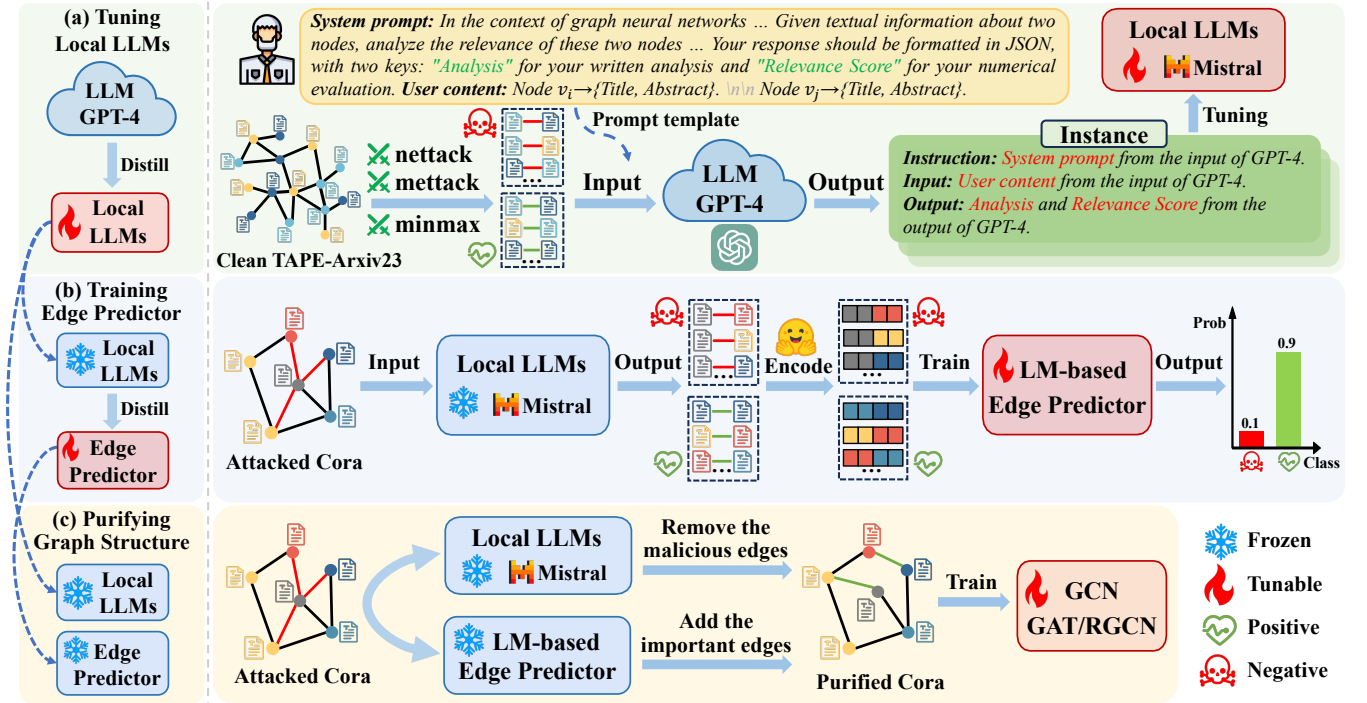 (a) Tuning
Local LLMs
LLM
GPT-4
Distill
Local
LLMs
System prompt: In the context of graph neural networks ... Given textual information about two
nodes, analyze the relevance of these two nodes ... Your response should be formatted in JSON,
with two keys: "Analysis" for your written analysis and "Relevance Score" for your numerical
evaluation. User content: Node vᵢ→{Title, Abstract}. \n\n Node vⱼ→{Title, Abstract}.
Prompt template
Clean TAPE-Arxiv23
nettack
mettack
minmax
...
...
Input
LLM
GPT-4
Output
Local LLMs
Mistral
Tuning
Instance
Instruction: System prompt from the input of GPT-4.
Input: User content from the input of GPT-4.
Output: Analysis and Relevance Score from the
output of GPT-4.
(b) Training
Edge Predictor
Local
LLMs
Distill
Edge
Predictor
Attacked Cora
Input
Local LLMs
Mistral
Output
...
...
Encode
...
...
Train
LM-based
Edge Predictor
Output
Prob
0.9
0.1
Class
(c) Purifying
Graph Structure
Local
LLMs
Edge
Predictor
Attacked Cora
Local LLMs
Mistral
LM-based
Edge Predictor
Remove the
malicious edges
Add the
important edges
Purified Cora
Train
GCN
GAT/RGCN
Frozen
Tunable
Positive
Negative